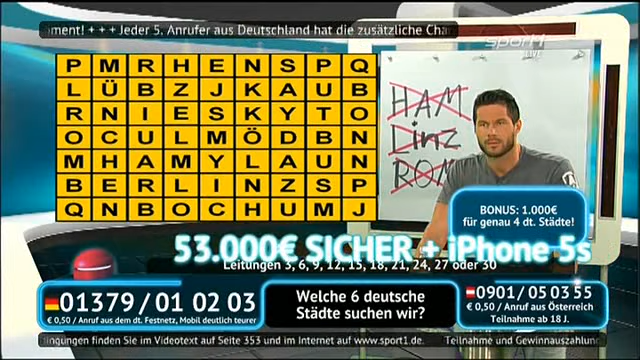 oment! + + + Jeder 5. Anrufer aus Deutschland hat die zusätzliche Cha
sport1
LIVE
P M R H E N S P Q
L Ü B Z J K A U B
R N I E S K Y T O
O C U L M Ö D B N
M H A M Y L A U N
B E R L I N Z S P
Q N B O C H U M J
HAM
Linz
ROM
BONUS: 1.000€
für genau 4 dt. Städte!
53.000€ SICHER + iPhone 5s
Leitungen 3, 6, 9, 12, 15, 18, 21, 24, 27 oder 30
01379/01 02 03
€ 0,50 / Anruf aus dem dt. Festnetz, Mobil deutlich teurer
Welche 6 deutsche
Städte suchen wir?
0901/05 03 55
€ 0,50 / Anruf aus Österreich
Teilnahme ab 18 J.
ngungen finden Sie im Videotext auf Seite 353 und im Internet auf www.sport1.de. Teilnahme und Gewinnauszahlung